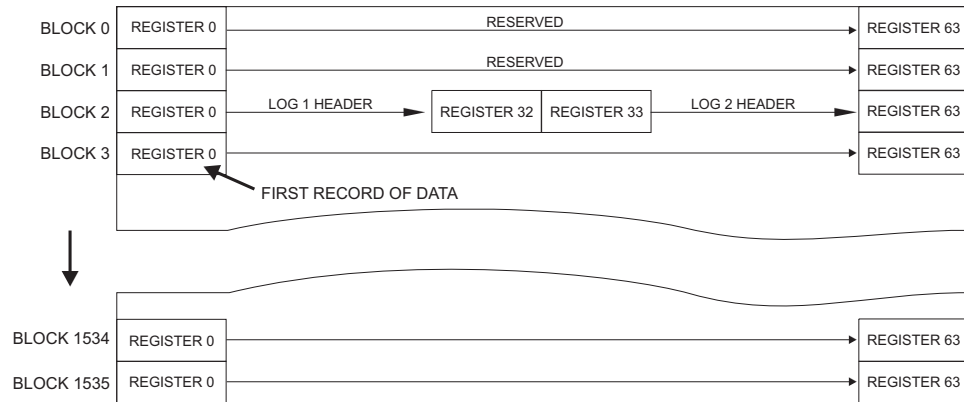 BLOCK 0 REGISTER 0 RESERVED REGISTER 63
BLOCK 1 REGISTER 0 RESERVED REGISTER 63
BLOCK 2 REGISTER 0 LOG 1 HEADER REGISTER 32 REGISTER 33 LOG 2 HEADER REGISTER 63
BLOCK 3 REGISTER 0 REGISTER 63
FIRST RECORD OF DATA
BLOCK 1534 REGISTER 0 REGISTER 63
BLOCK 1535 REGISTER 0 REGISTER 63